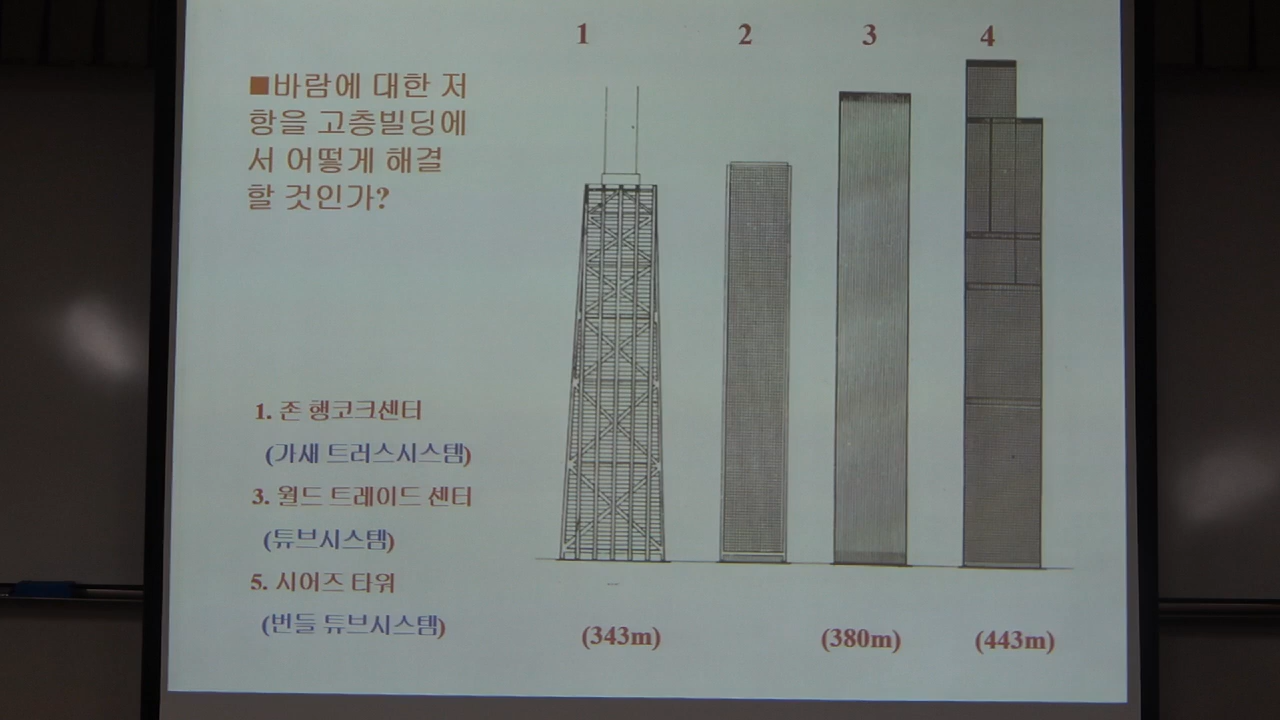 1 2 3 4
■바람에 대한 저
항을 고층빌딩에
서 어떻게 해결
할 것인가?
1. 존 행코크센터
(가새 트러스시스템)
3. 월드 트레이드 센터
(튜브시스템)
5. 시어즈 타워
(번들 튜브시스템)
(343m) (380m) (443m)